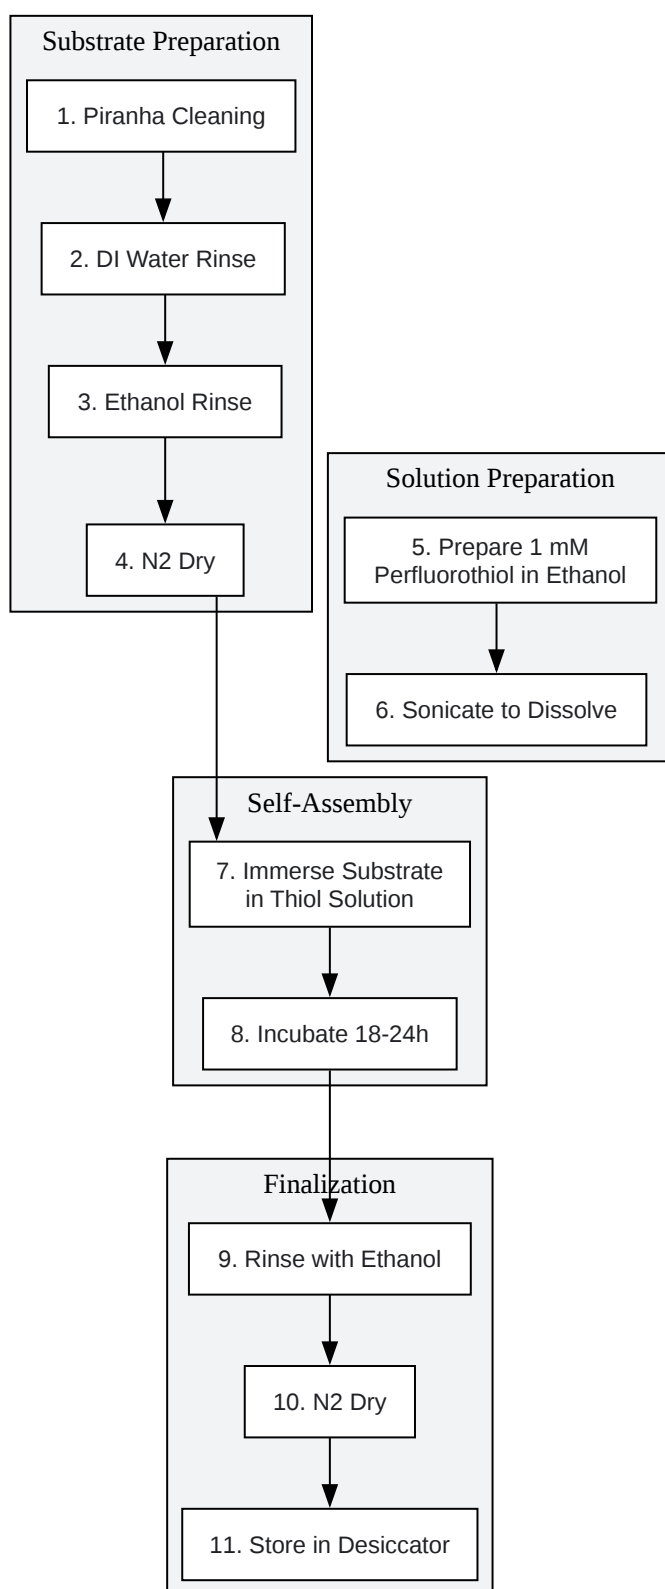 Substrate Preparation
1. Piranha Cleaning
2. DI Water Rinse
3. Ethanol Rinse
4. N2 Dry
Solution Preparation
5. Prepare 1 mM
Perfluorothiol in Ethanol
6. Sonicate to Dissolve
Self-Assembly
7. Immerse Substrate
in Thiol Solution
8. Incubate 18-24h
Finalization
9. Rinse with Ethanol
10. N2 Dry
11. Store in Desiccator